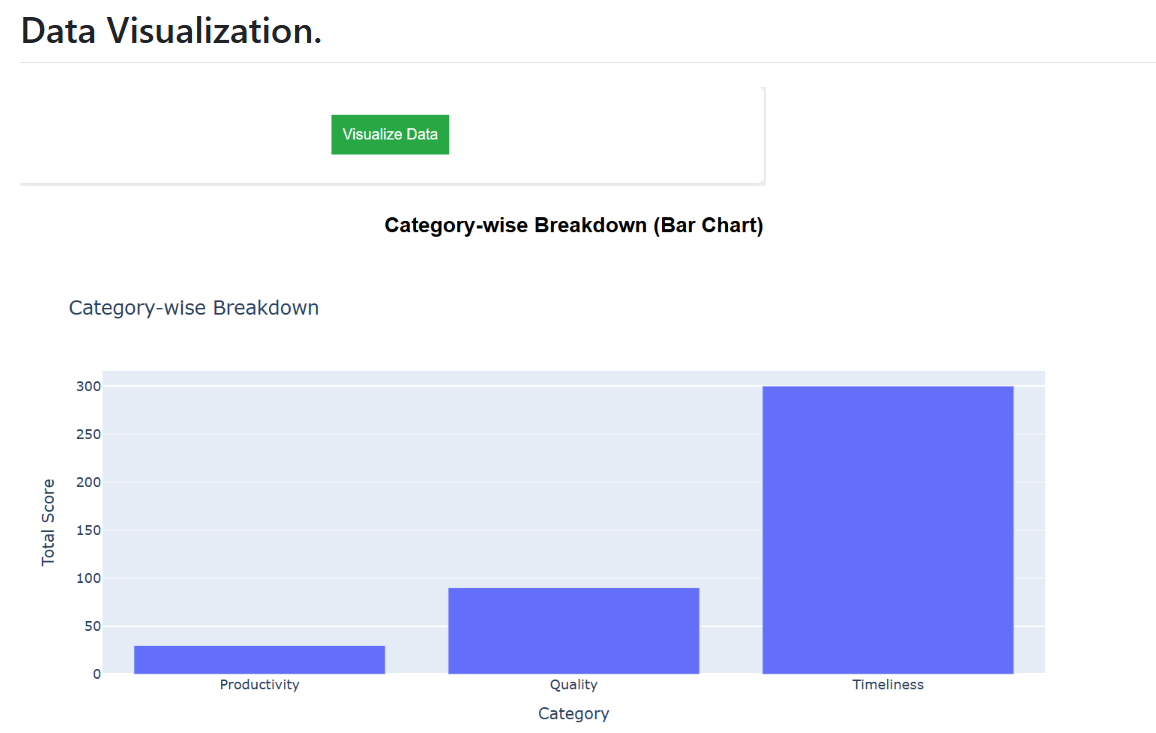 Data Visualization.
Visualize Data
Category-wise Breakdown (Bar Chart)
Category-wise Breakdown
300
250
200
150
100
50
0
Total Score
Productivity Quality Timeliness
Category